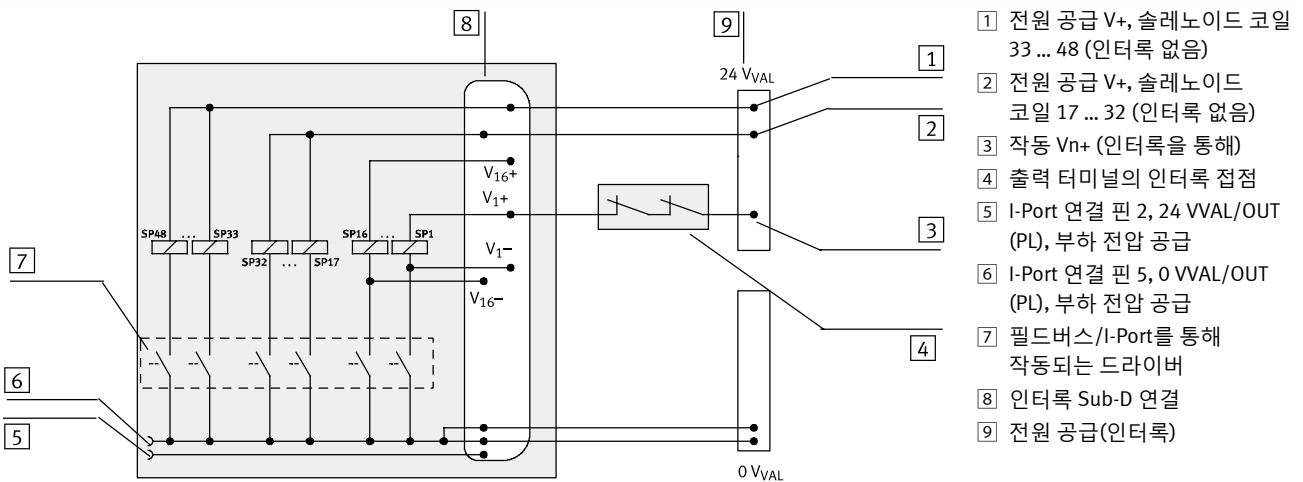 8
9
24 VVAL
1
2
V16+
V1+
SP48 ... SP33
SP32 ... SP17
SP16 ... SP1
V1−
V16−
3
7
4
6
5
0 VVAL
1 전원 공급 V+, 솔레노이드 코일
33 ... 48 (인터록 없음)
2 전원 공급 V+, 솔레노이드
코일 17 ... 32 (인터록 없음)
3 작동 Vn+ (인터록을 통해)
4 출력 터미널의 인터록 접점
5 I-Port 연결 핀 2, 24 VVAL/OUT
(PL), 부하 전압 공급
6 I-Port 연결 핀 5, 0 VVAL/OUT
(PL), 부하 전압 공급
7 필드버스/I-Port를 통해
작동되는 드라이버
8 인터록 Sub-D 연결
9 전원 공급(인터록)